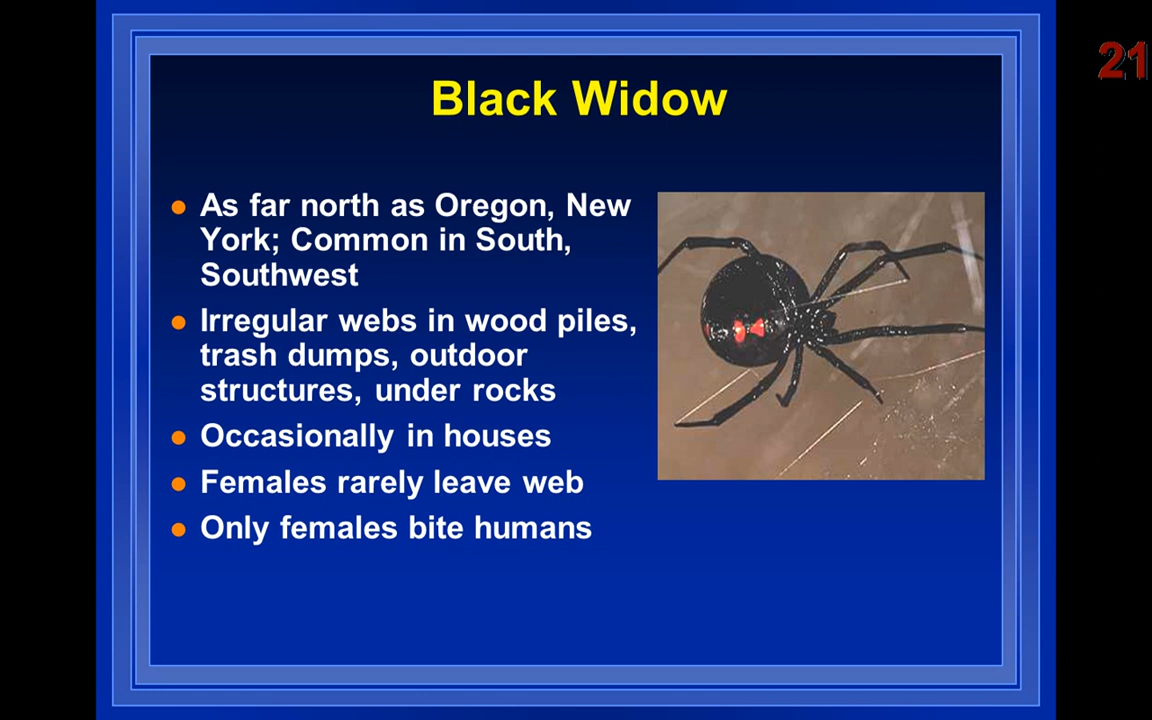 21
Black Widow
As far north as Oregon, New
York; Common in South,
Southwest
Irregular webs in wood piles,
trash dumps, outdoor
structures, under rocks
Occasionally in houses
Females rarely leave web
Only females bite humans